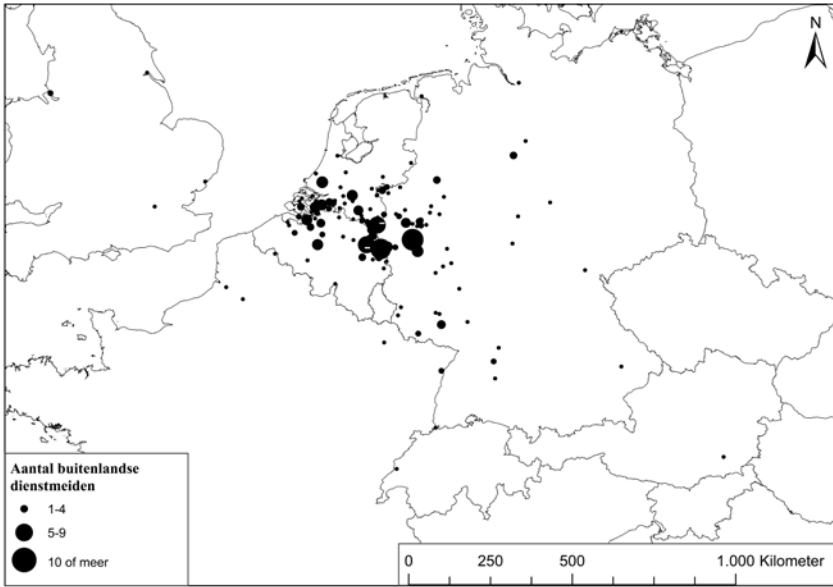 N
Aantal buitenlandse
dienstmeiden
1-4
5-9
10 of meer
0 250 500 1.000 Kilometer